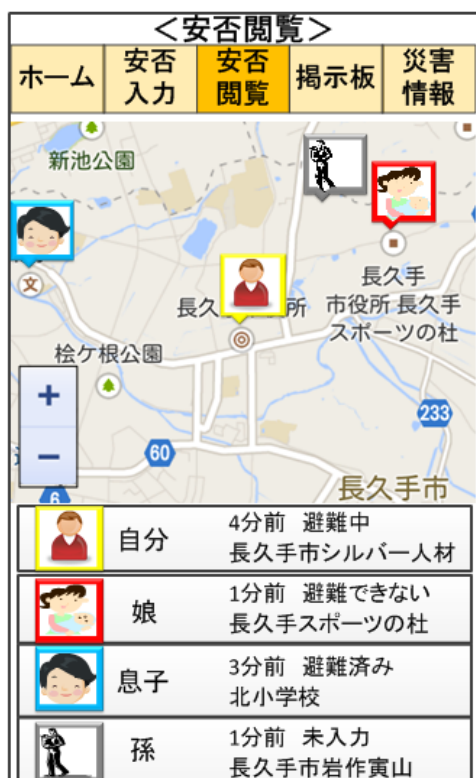 ＜安否閲覧＞
ホーム
安否
入力
安否
閲覧
掲示板
災害
情報
新池公園
文
長久手
市役所 長久手
スポーツの杜
長久
所
桧ケ根公園
+
−
60
233
6
長久手市
自分
4分前 避難中
長久手市シルバー人材
娘
1分前 避難できない
長久手スポーツの杜
息子
3分前 避難済み
北小学校
孫
1分前 未入力
長久手市岩作寅山